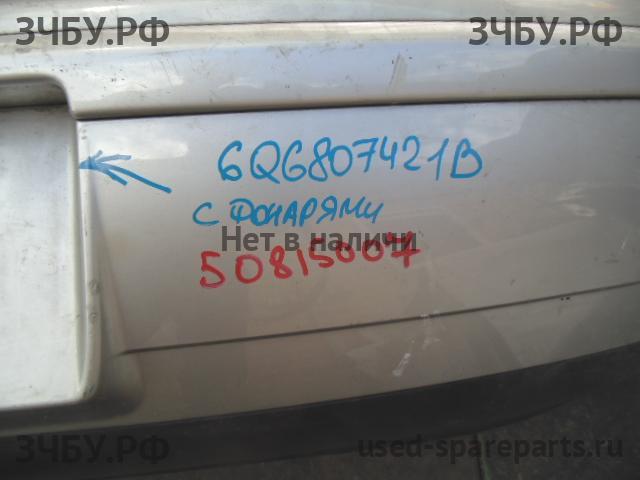 ЗЧБУ.РФ ЗЧБУ.РФ
6Q6807421B
С ФОНАРЯМИ
Нет в наличии
50815007
ЗЧБУ.РФ used-spareparts.ru